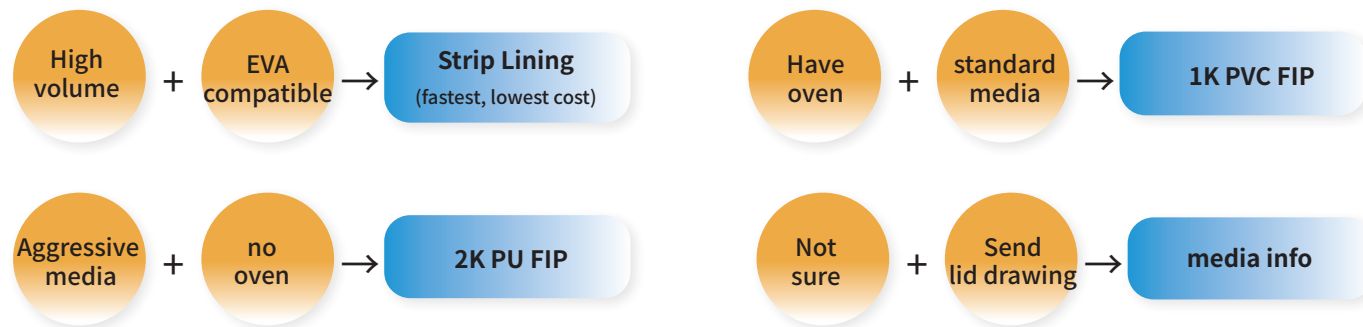 High
volume
+
EVA
compatible
→
Strip Lining
(fastest, lowest cost)
Have
oven
+
standard
media
→
1K PVC FIP
Aggressive
media
+
no
oven
→
2K PU FIP
Not
sure
+
Send
lid drawing
→
media info